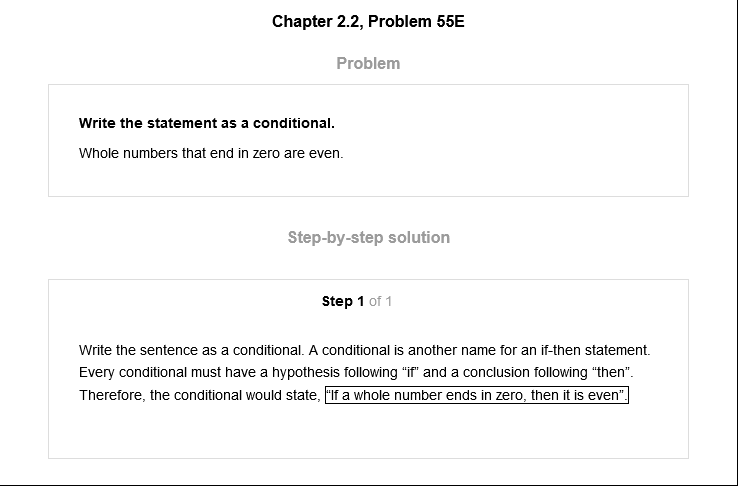 Chapter 2.2, Problem 55E
Problem
Write the statement as a conditional.
Whole numbers that end in zero are even.
Step-by-step solution
Step 1 of 1
Write the sentence as a conditional. A conditional is another name for an if-then statement.
Every conditional must have a hypothesis following “if” and a conclusion following “then”.
Therefore, the conditional would state, “If a whole number ends in zero, then it is even”.